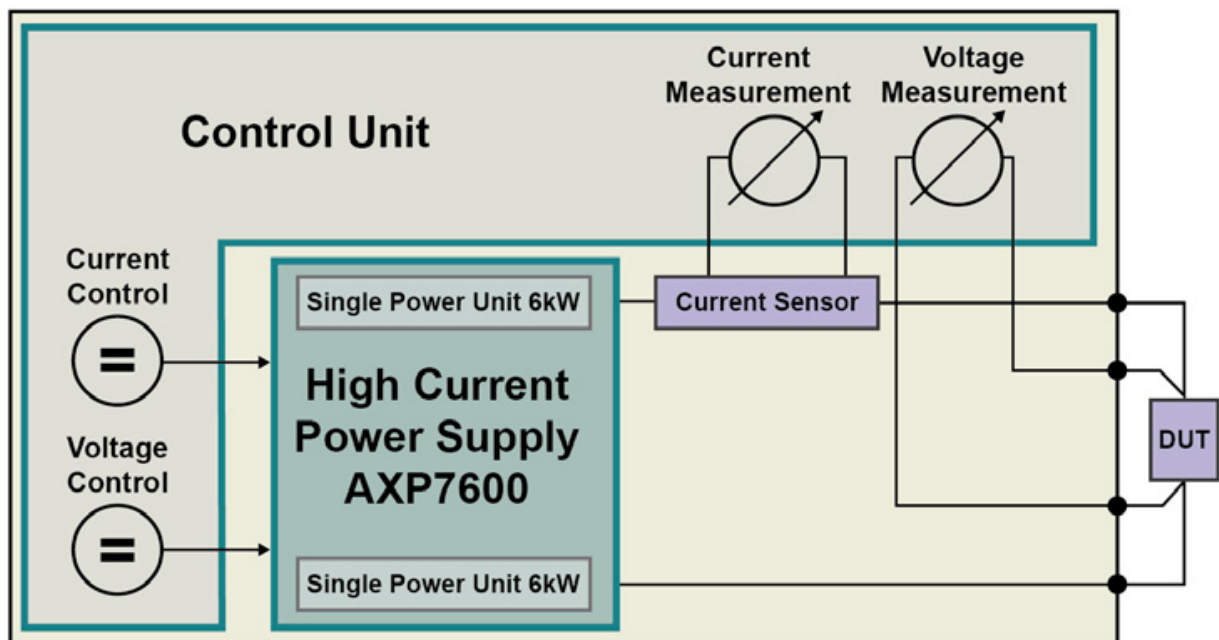 Current
Measurement
Voltage
Measurement
Control Unit
Current
Control
=
Single Power Unit 6kW
Current Sensor
High Current
Power Supply
AXP7600
DUT
Voltage
Control
=
Single Power Unit 6kW